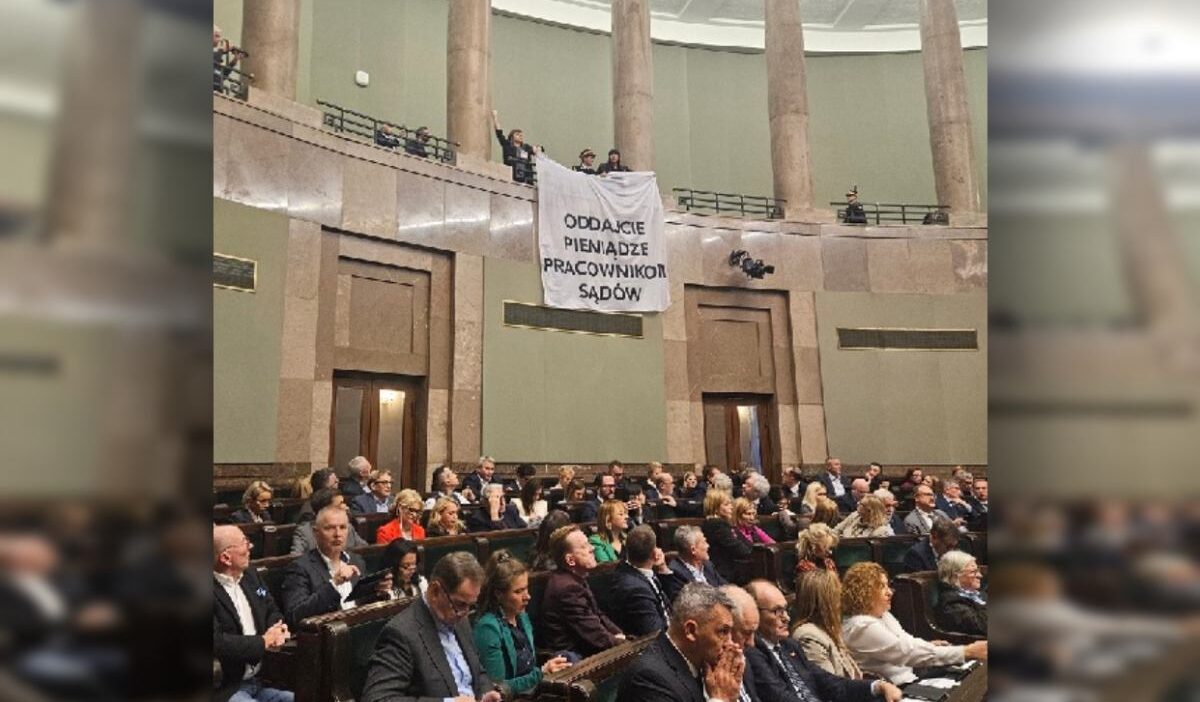 ODDAJCIE
PIENIĄDZE
PRACOWNIKOM
SĄDÓW